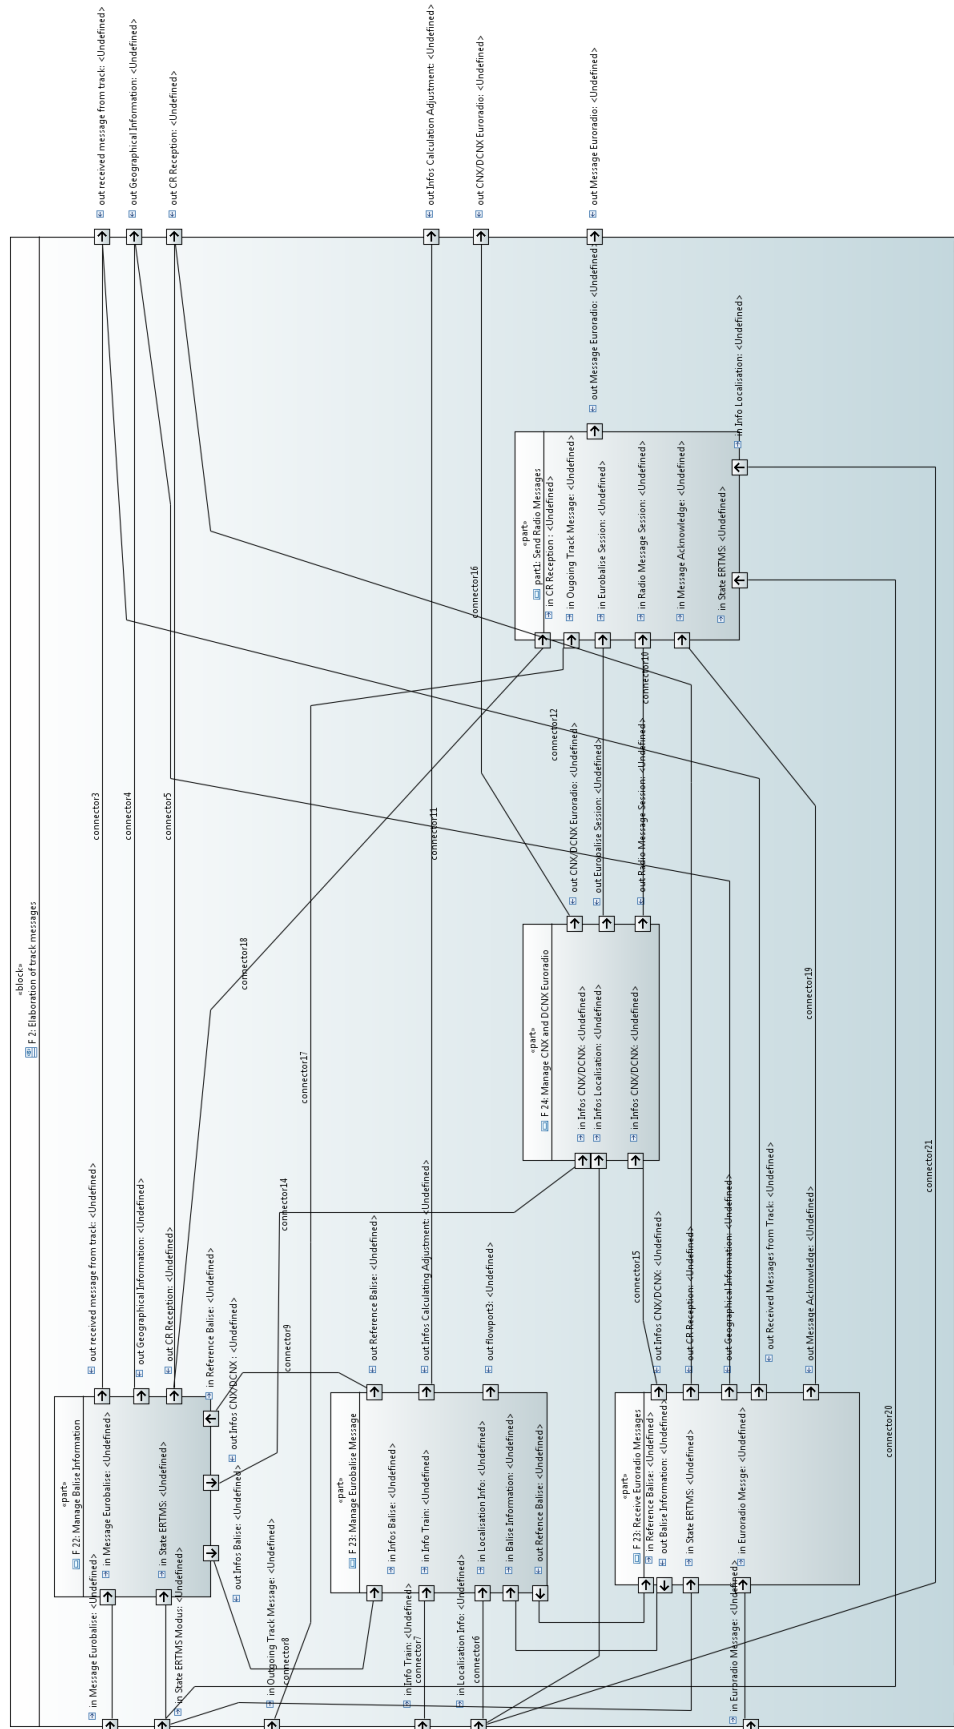 «block»
F 2: Elaboration of track messages
out received message from track: <Undefined>
out Geographical Information: <Undefined>
out CR Reception: <Undefined>
out Infos Calculation Adjustment: <Undefined>
out CNX/DCNX Euroradio: <Undefined>
out Message Euroradio: <Undefined>
«part»
F 22: Manage Balise Information
in Message Eurobalise: <Undefined>
in State ERTMS: <Undefined>
in Message Eurobalise: <Undefined>
in State ERTMS Modus: <Undefined>
out received message from track: <Undefined>
out Geographical Information: <Undefined>
out CR Reception: <Undefined>
in Reference Balise: <Undefined>
out Infos CNX/DCNX : <Undefined>
out Infos Balise: <Undefined>
in Outgoing Track Message: <Undefined>
connector3
connector4
connector5
connector18
connector17
connector14
connector9
connector8
«part»
F 23: Manage Eurobalise Message
in Infos Balise: <Undefined>
in Info Train: <Undefined>
in Localisation Info: <Undefined>
in Balise Information: <Undefined>
out Reference Balise: <Undefined>
out Reference Balise: <Undefined>
out Infos Calculating Adjustment: <Undefined>
out flowport3: <Undefined>
in Info Train: <Undefined>
connector7
in Localisation Info: <Undefined>
connector6
connector11
connector16
«part»
F 24: Manage CNX and DCNX Euroradio
in Infos CNX/DCNX: <Undefined>
in Infos Localisation: <Undefined>
in Infos CNX/DCNX: <Undefined>
out CNX/DCNX Euroradio: <Undefined>
out Eurobalise Session: <Undefined>
out Radio Message Session: <Undefined>
connector12
connector10
«part»
part1: Send Radio Messages
in CR Reception : <Undefined>
in Ougoing Track Message: <Undefined>
in Eurobalise Session: <Undefined>
in Radio Message Session: <Undefined>
in Message Acknowledge: <Undefined>
in State ERTMS: <Undefined>
out Message Euroradio: <Undefined>
in Info Localisation: <Undefined>
«part»
F 23: Receive Euroradio Messages
in Reference Balise: <Undefined>
out Balise Information: <Undefined>
in State ERTMS: <Undefined>
in Euroradio Messge: <Undefined>
in Euroradio Message: <Undefined>
out Infos CNX/DCNX: <Undefined>
out CR Reception: <Undefined>
out Geographical Information: <Undefined>
out Received Messages from Track: <Undefined>
out Message Acknowledge: <Undefined>
connector15
connector19
connector20
connector21